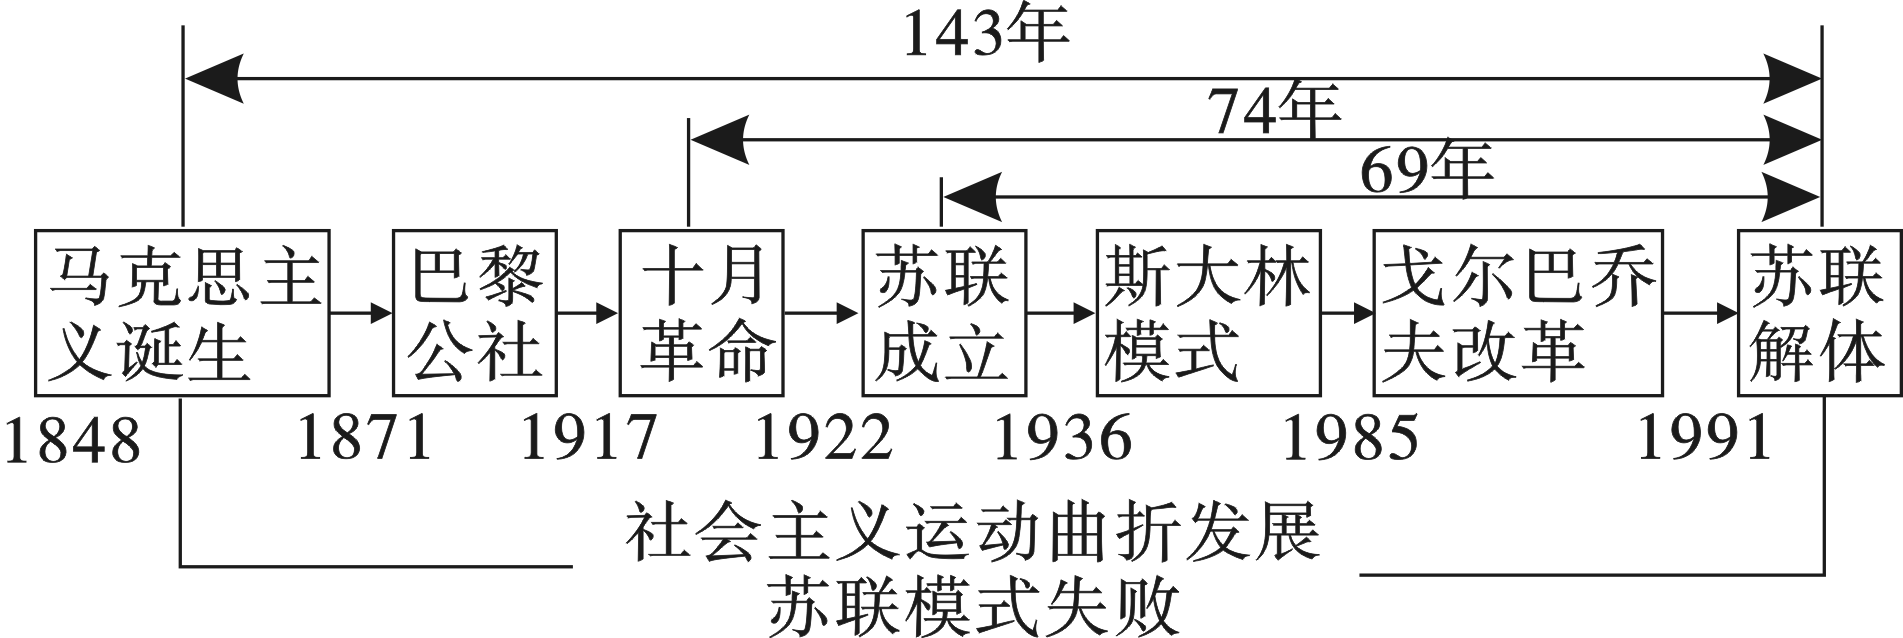 143年
74年
69年
马克思主
义诞生
巴黎
公社
十月
革命
苏联
成立
斯大林
模式
戈尔巴乔
夫改革
苏联
解体
1848
1871
1917
1922
1936
1985
1991
社会主义运动曲折发展
苏联模式失败